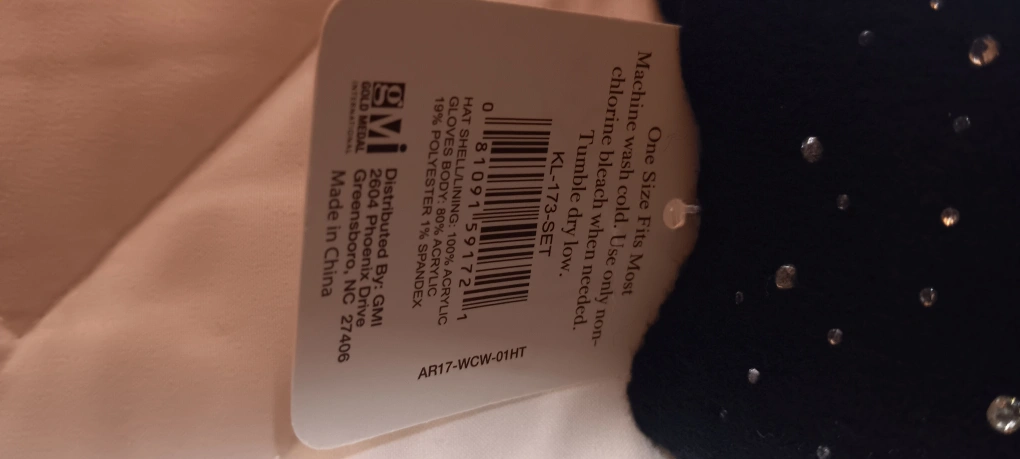 One Size Fits Most
Machine wash cold. Use only non-
chlorine bleach when needed.
Tumble dry low.
KL-173-SET
0 81091 59172 1
HAT SHELL/LINING: 100% ACRYLIC
GLOVES BODY: 80% ACRYLIC
19% POLYESTER 1% SPANDEX
AR17-WCW-01HT
gMi
GOLD MEDAL
INTERNATIONAL
Distributed By: GMI
2604 Phoenix Drive
Greensboro, NC 27406
Made in China